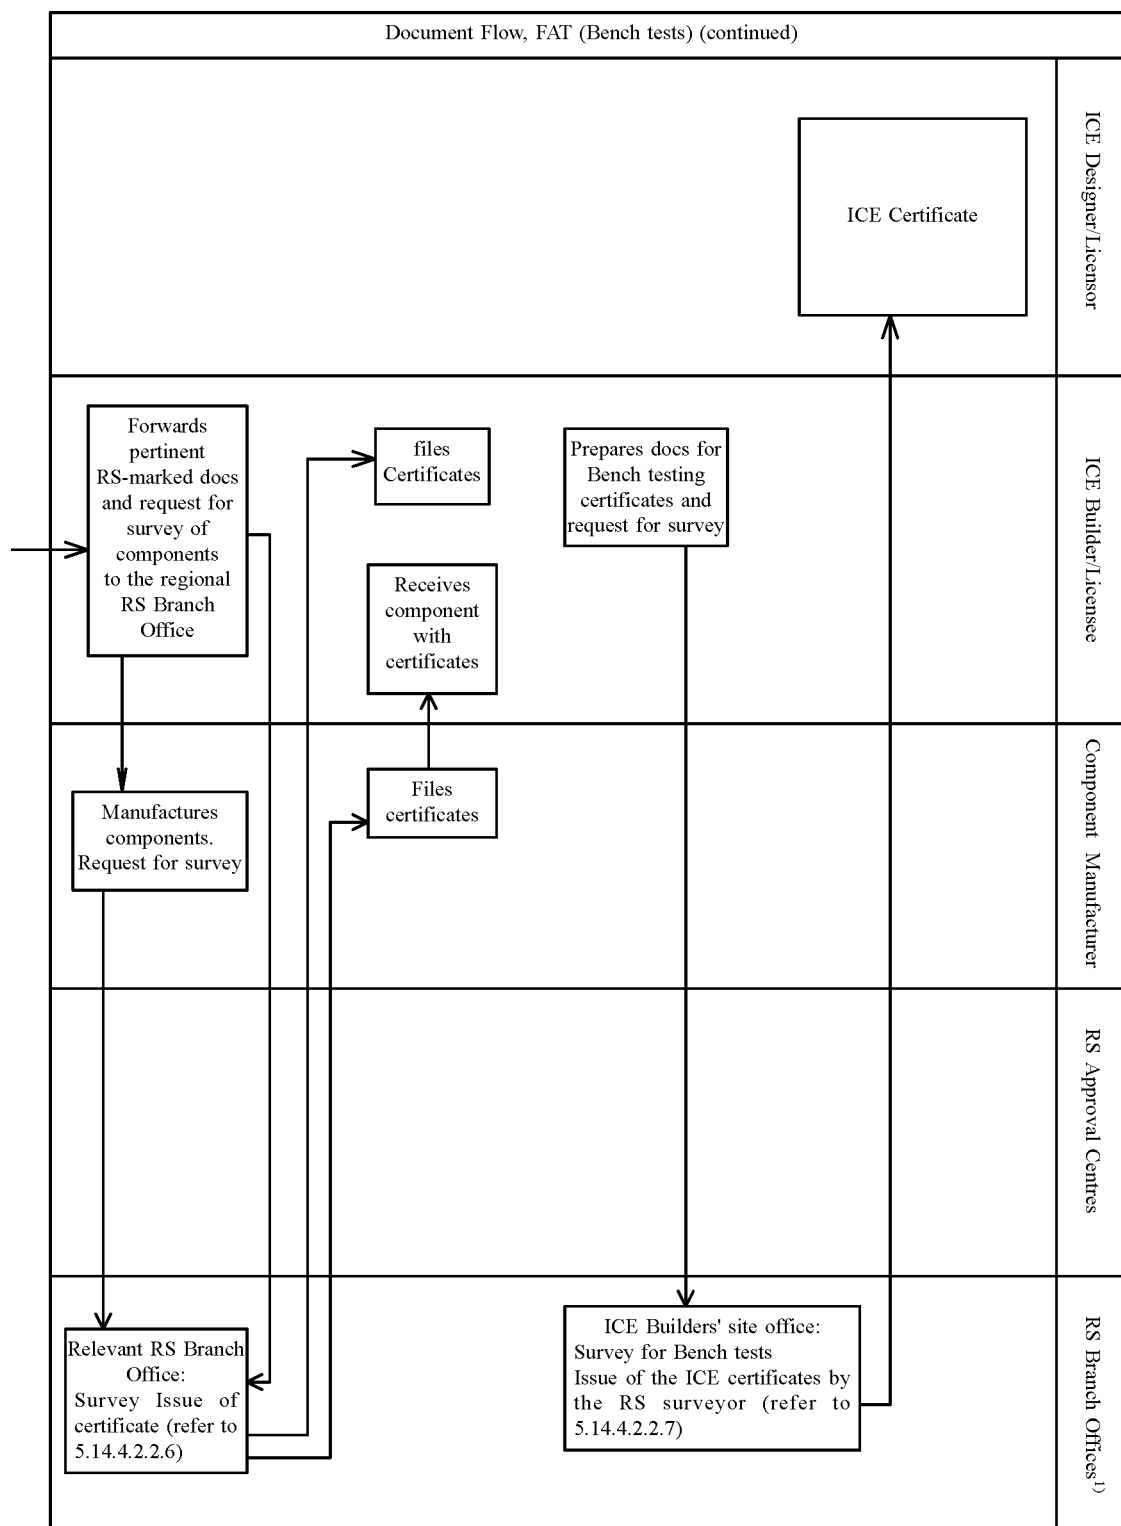 Document Flow, FAT (Bench tests) (continued)
ICE Certificate
ICE Designer/Licensor
Forwards
pertinent
RS-marked docs
and request for
survey of
components
to the regional
RS Branch
Office
files
Certificates
Prepares docs for
Bench testing
certificates and
request for survey
Receives
component
with
certificates
ICE Builder/Licensee
Manufactures
components.
Request for survey
Files
certificates
Component Manufacturer
RS Approval Centres
Relevant RS Branch
Office:
Survey Issue of
certificate (refer to
5.14.4.2.2.6)
ICE Builders' site office:
Survey for Bench tests
Issue of the ICE certificates by
the RS surveyor (refer to
5.14.4.2.2.7)
RS Branch Offices1)